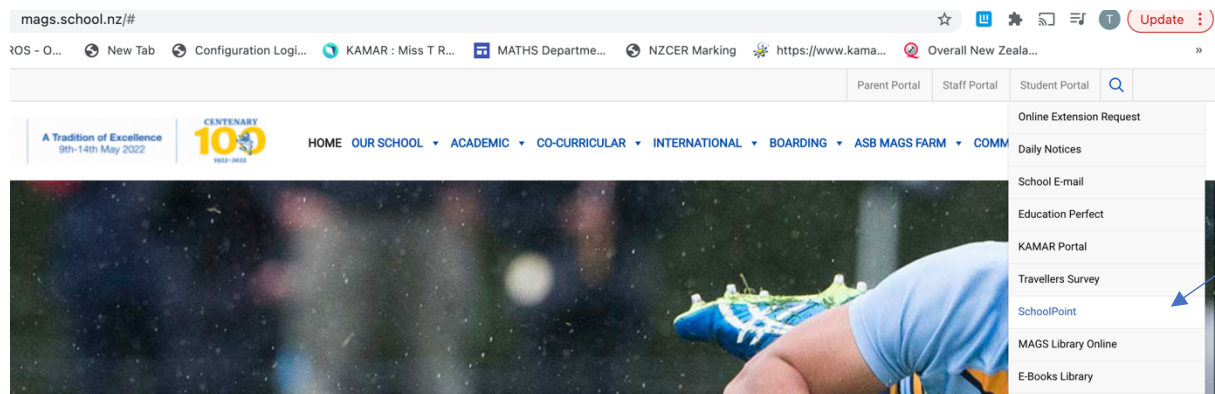 mags.school.nz/#
ROS - O... New Tab Configuration Logi... KAMAR : Miss T R... MATHS Departme... NZCER Marking https://www.kama... Overall New Zeala... »
T Update
Parent Portal Staff Portal Student Portal
A Tradition of Excellence
9th-14th May 2022
CENTENARY
100
1922-2022
HOME OUR SCHOOL ACADEMIC CO-CURRICULAR INTERNATIONAL BOARDING ASB MAGS FARM COMM
Online Extension Request
Daily Notices
School E-mail
Education Perfect
KAMAR Portal
Travellers Survey
SchoolPoint
MAGS Library Online
E-Books Library